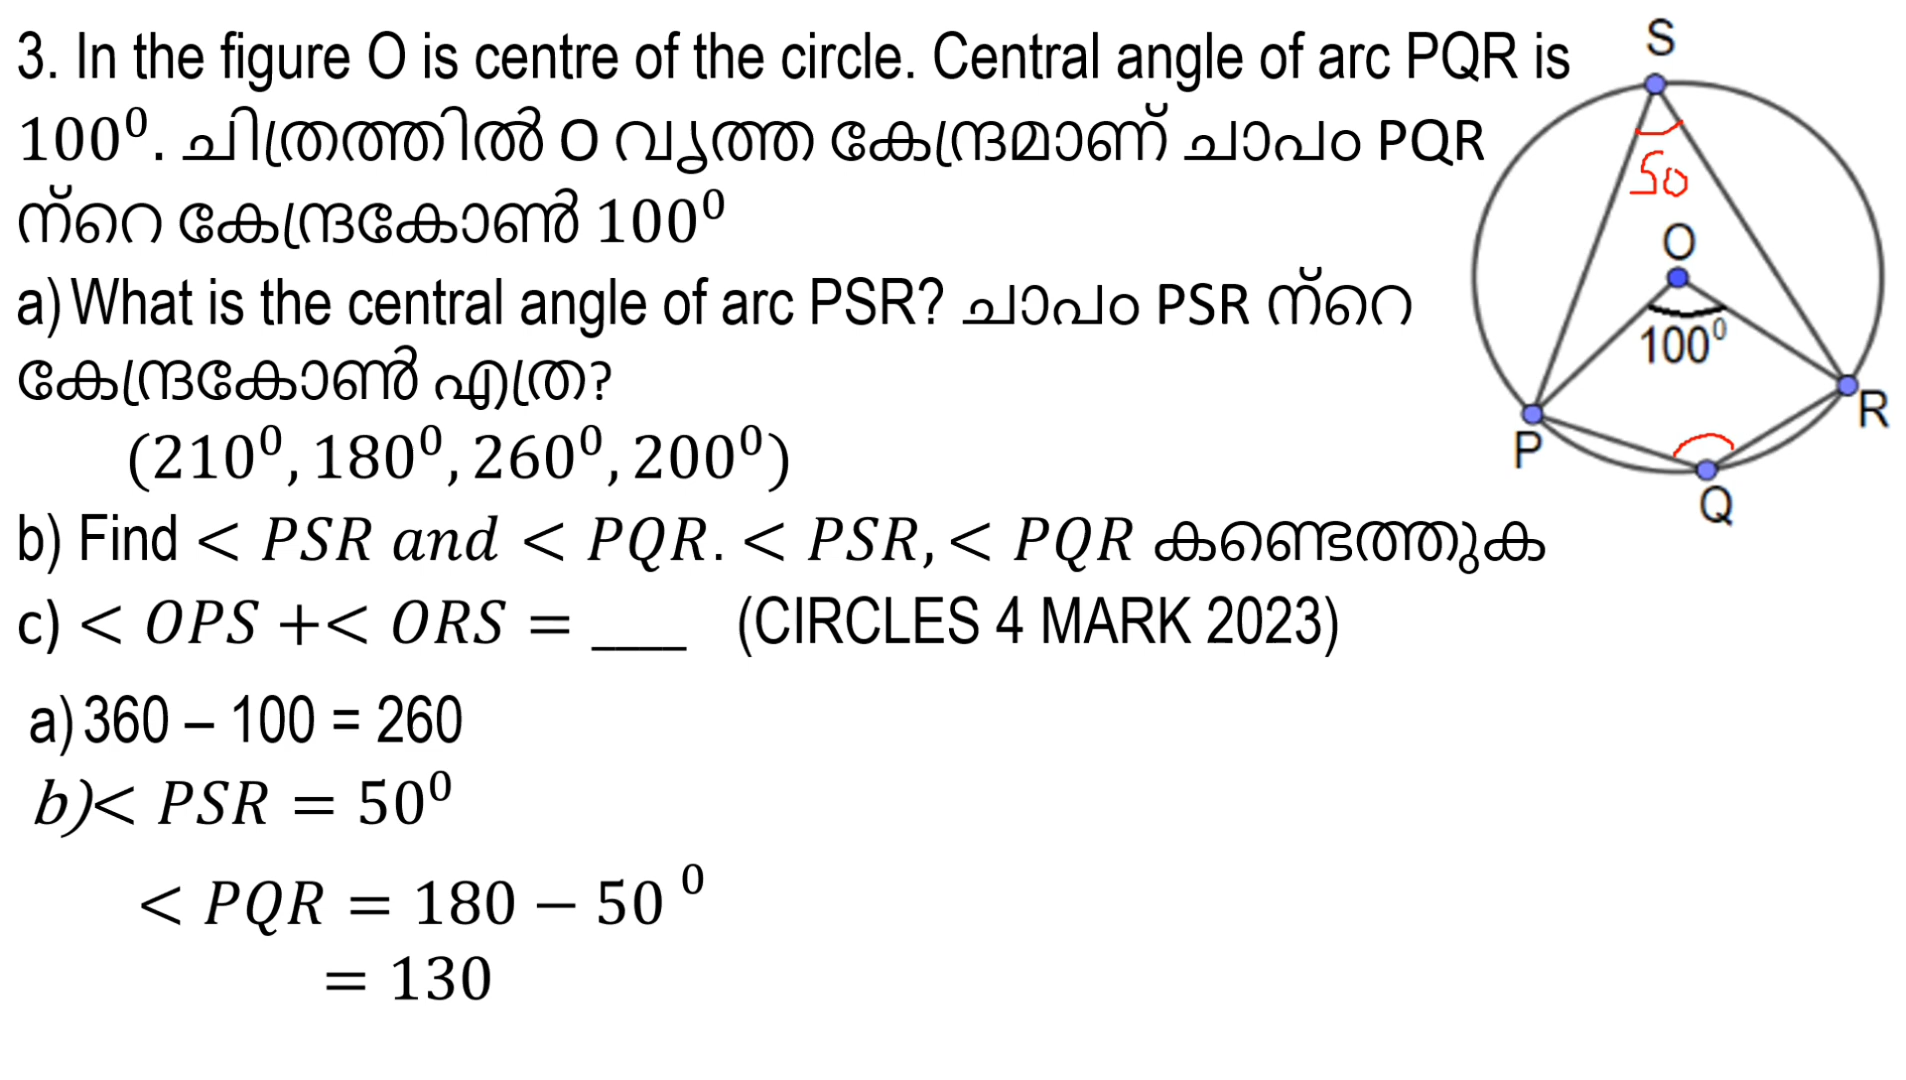 3. In the figure O is centre of the circle. Central angle of arc PQR is
100⁰. ചിത്രത്തിൽ O വൃത്ത കേന്ദ്രമാണ് ചാപം PQR
ന്റെ കേന്ദ്രകോൺ 100⁰
a) What is the central angle of arc PSR? ചാപം PSR ന്റെ
കേന്ദ്രകോൺ എത്ര?
(210⁰, 180⁰, 260⁰, 200⁰)
b) Find < PSR and < PQR. < PSR, < PQR കണ്ടെത്തുക
c) < OPS +< ORS = ___ (CIRCLES 4 MARK 2023)
a) 360 – 100 = 260
b)< PSR = 50⁰
< PQR = 180 − 50 ⁰
= 130
S
50
O
100⁰
R
P
Q